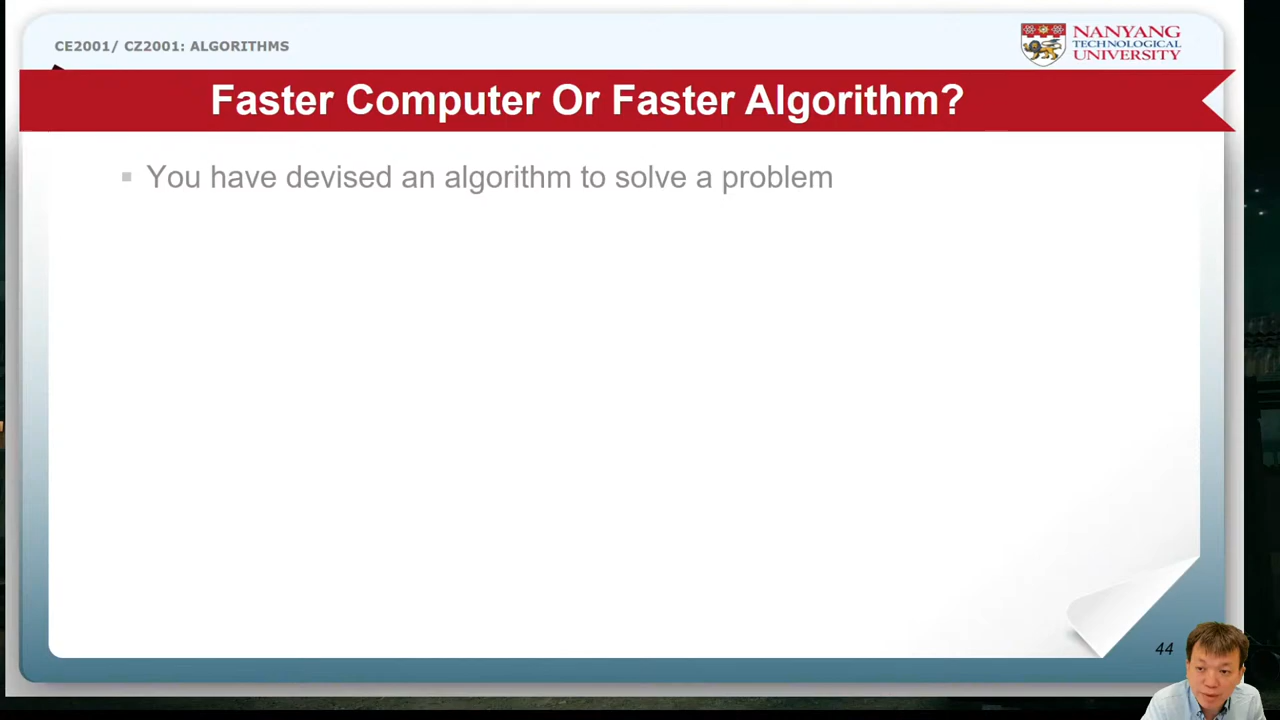 CE2001/ CZ2001: ALGORITHMS
NANYANG
TECHNOLOGICAL
UNIVERSITY
Faster Computer Or Faster Algorithm?
You have devised an algorithm to solve a problem
44